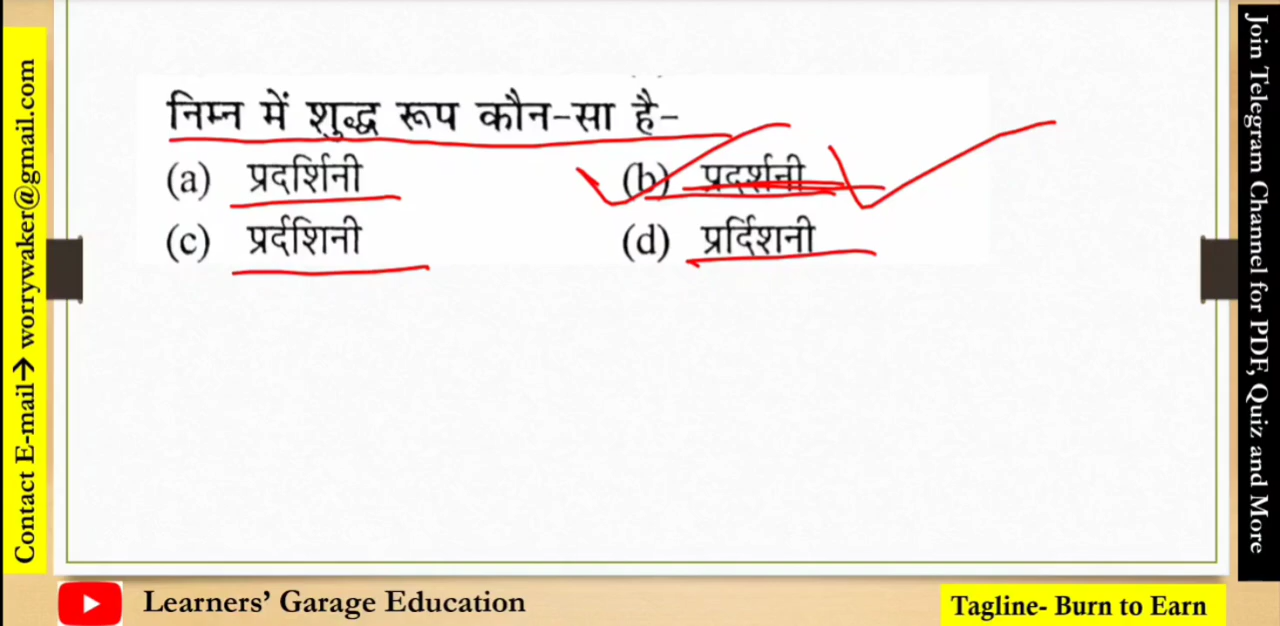 निम्न में शुद्ध रूप कौन-सा है-
(a) प्रदर्शिनी (b) प्रदर्शनी
(c) प्रर्दशिनी (d) प्रर्दिशनी
Contact E-mail→ worrywaker@gmail.com
Join Telegram Channel for PDF, Quiz and More
Learners’ Garage Education
Tagline- Burn to Earn